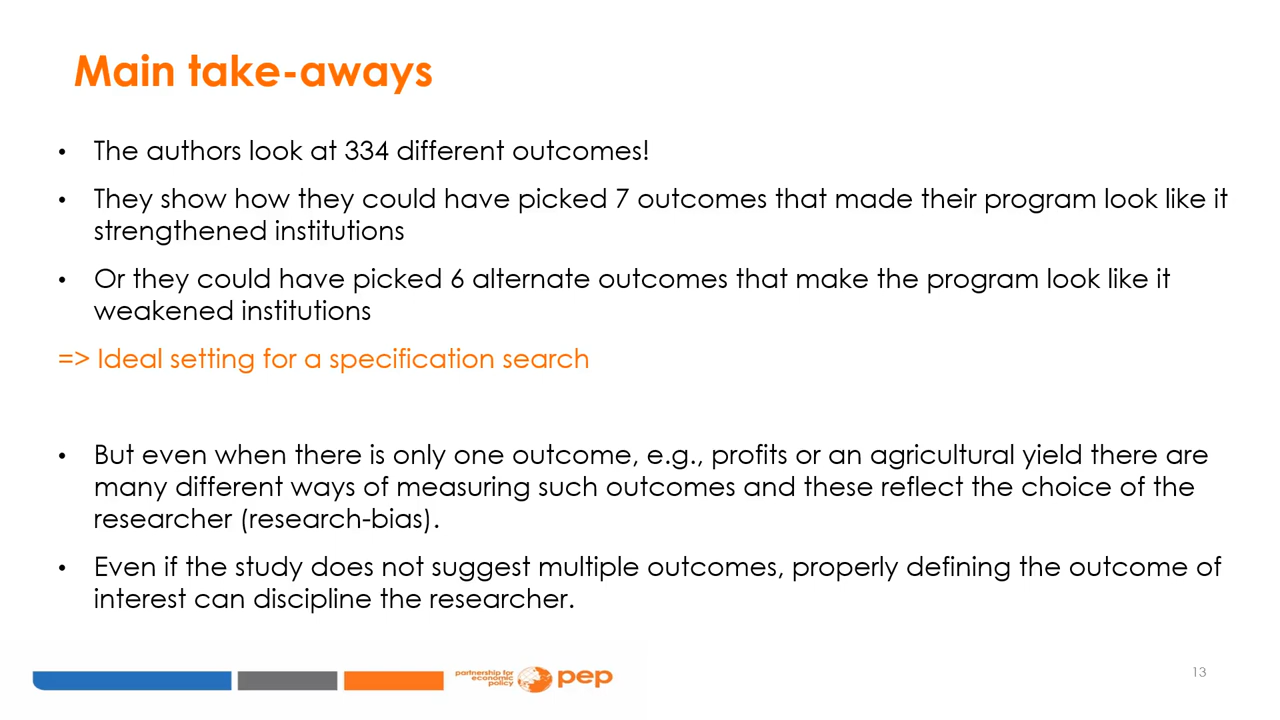 Main take-aways
• The authors look at 334 different outcomes!
• They show how they could have picked 7 outcomes that made their program look like it
strengthened institutions
• Or they could have picked 6 alternate outcomes that make the program look like it
weakened institutions
=> Ideal setting for a specification search
• But even when there is only one outcome, e.g., profits or an agricultural yield there are
many different ways of measuring such outcomes and these reflect the choice of the
researcher (research-bias).
• Even if the study does not suggest multiple outcomes, properly defining the outcome of
interest can discipline the researcher.
partnership for
economic
policy
pep
13